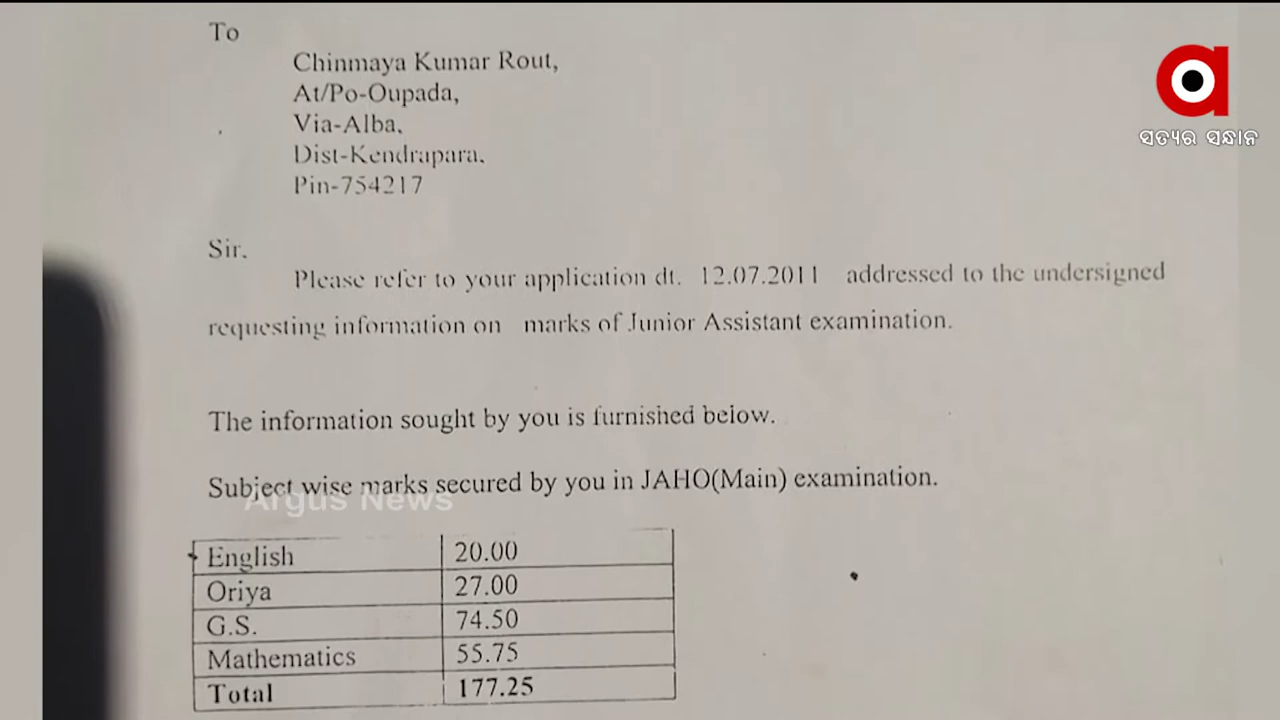 To
Chinmaya Kumar Rout,
At/Po-Oupada,
Via-Alba,
Dist-Kendrapara,
Pin-754217
ସତ୍ୟର ସନ୍ଧାନ
Sir.
Please refer to your application dt. 12.07.2011 addressed to the undersigned
requesting information on marks of Junior Assistant examination.
The information sought by you is furnished below.
Subject wise marks secured by you in JAHO(Main) examination.
Argus News
English 20.00
Oriya 27.00
G.S. 74.50
Mathematics 55.75
Total 177.25